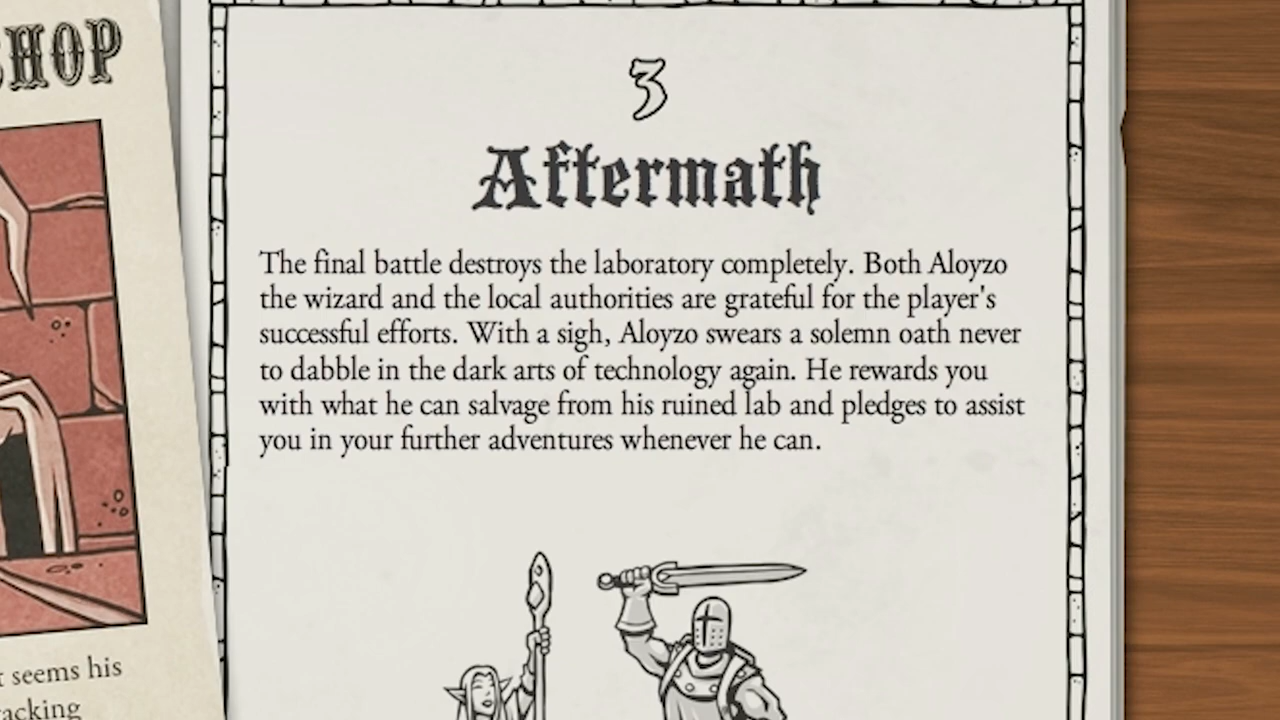 HOP
3
Aftermath
The final battle destroys the laboratory completely. Both Aloyzo
the wizard and the local authorities are grateful for the player's
successful efforts. With a sigh, Aloyzo swears a solemn oath never
to dabble in the dark arts of technology again. He rewards you
with what he can salvage from his ruined lab and pledges to assist
you in your further adventures whenever he can.
t seems his
acking